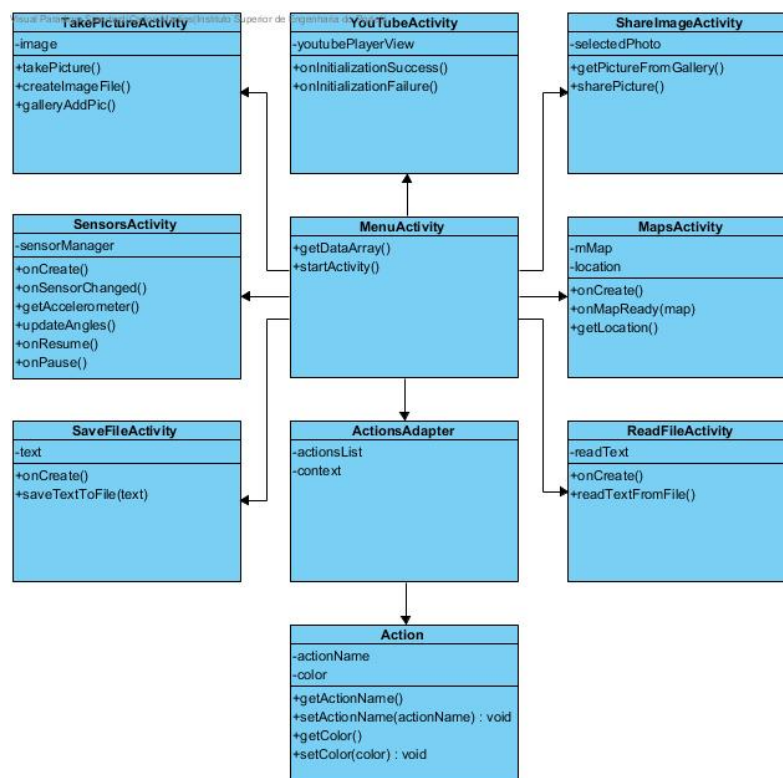 TakePictureActivity
-image
+takePicture()
+createImageFile()
+galleryAddPic()
YouTubeActivity
-youtubePlayerView
+onInitializationSuccess()
+onInitializationFailure()
ShareImageActivity
-selectedPhoto
+getPictureFromGallery()
+sharePicture()
SensorsActivity
-sensorManager
+onCreate()
+onSensorChanged()
+getAccelerometer()
+updateAngles()
+onResume()
+onPause()
MenuActivity
+getDataArray()
+startActivity()
MapsActivity
-mMap
-location
+onCreate()
+onMapReady(map)
+getLocation()
SaveFileActivity
-text
+onCreate()
+saveTextToFile(text)
ActionsAdapter
-actionsList
-context
ReadFileActivity
-readText
+onCreate()
+readTextFromFile()
Action
-actionName
-color
+getActionName()
+setActionName(actionName) : void
+getColor()
+setColor(color) : void